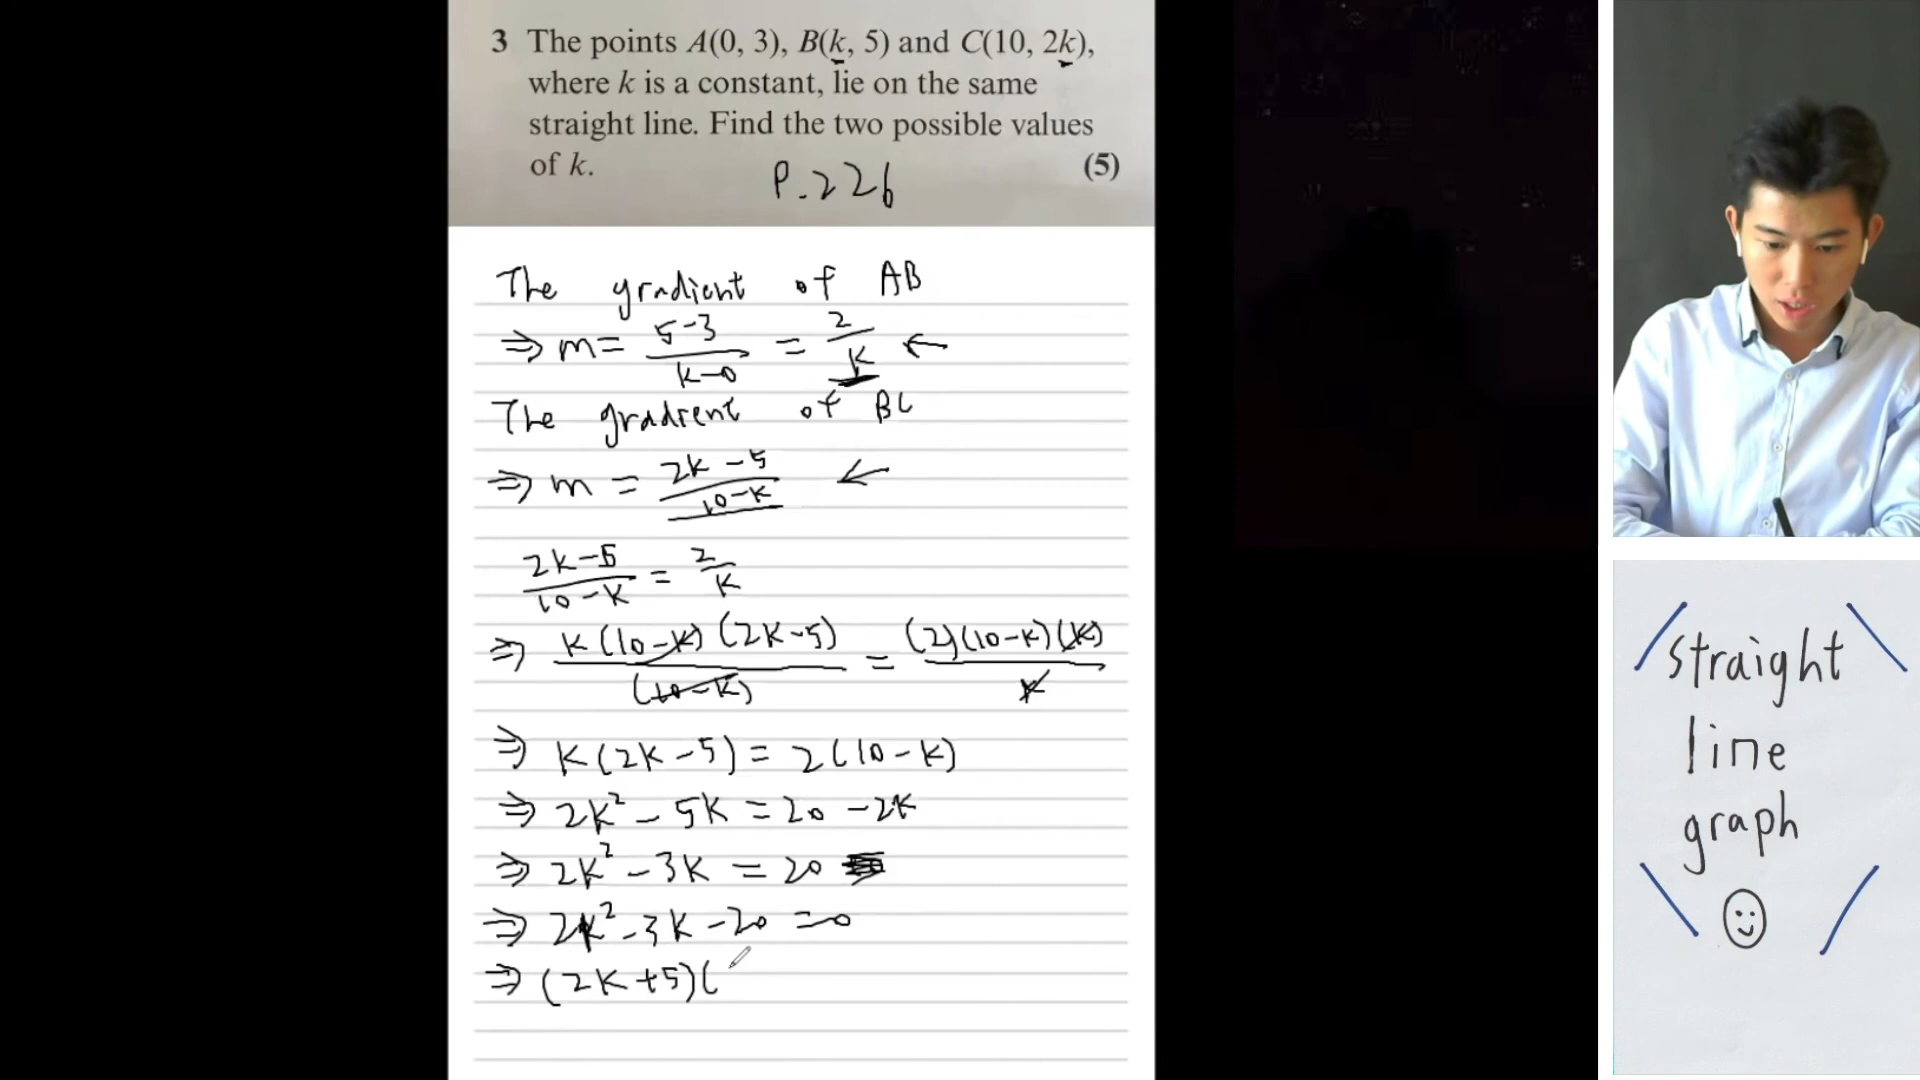 3 The points A(0, 3), B(k, 5) and C(10, 2k),
where k is a constant, lie on the same
straight line. Find the two possible values
of k. (5)
P.226
The gradient of AB
⇒ m = 5-3/k-0 = 2/k ←
The gradient of BC
⇒ m = 2k-5/10-k ←
2k-5/10-k = 2/k
⇒ k(10-k)(2k-5)/(10-k) = (2)(10-k)(k)/k
⇒ k(2k-5) = 2(10-k)
⇒ 2k² - 5k = 20 - 2k
⇒ 2k² - 3k = 20
⇒ 2k² - 3k - 20 = 0
⇒ (2k+5)(
straight
line
graph